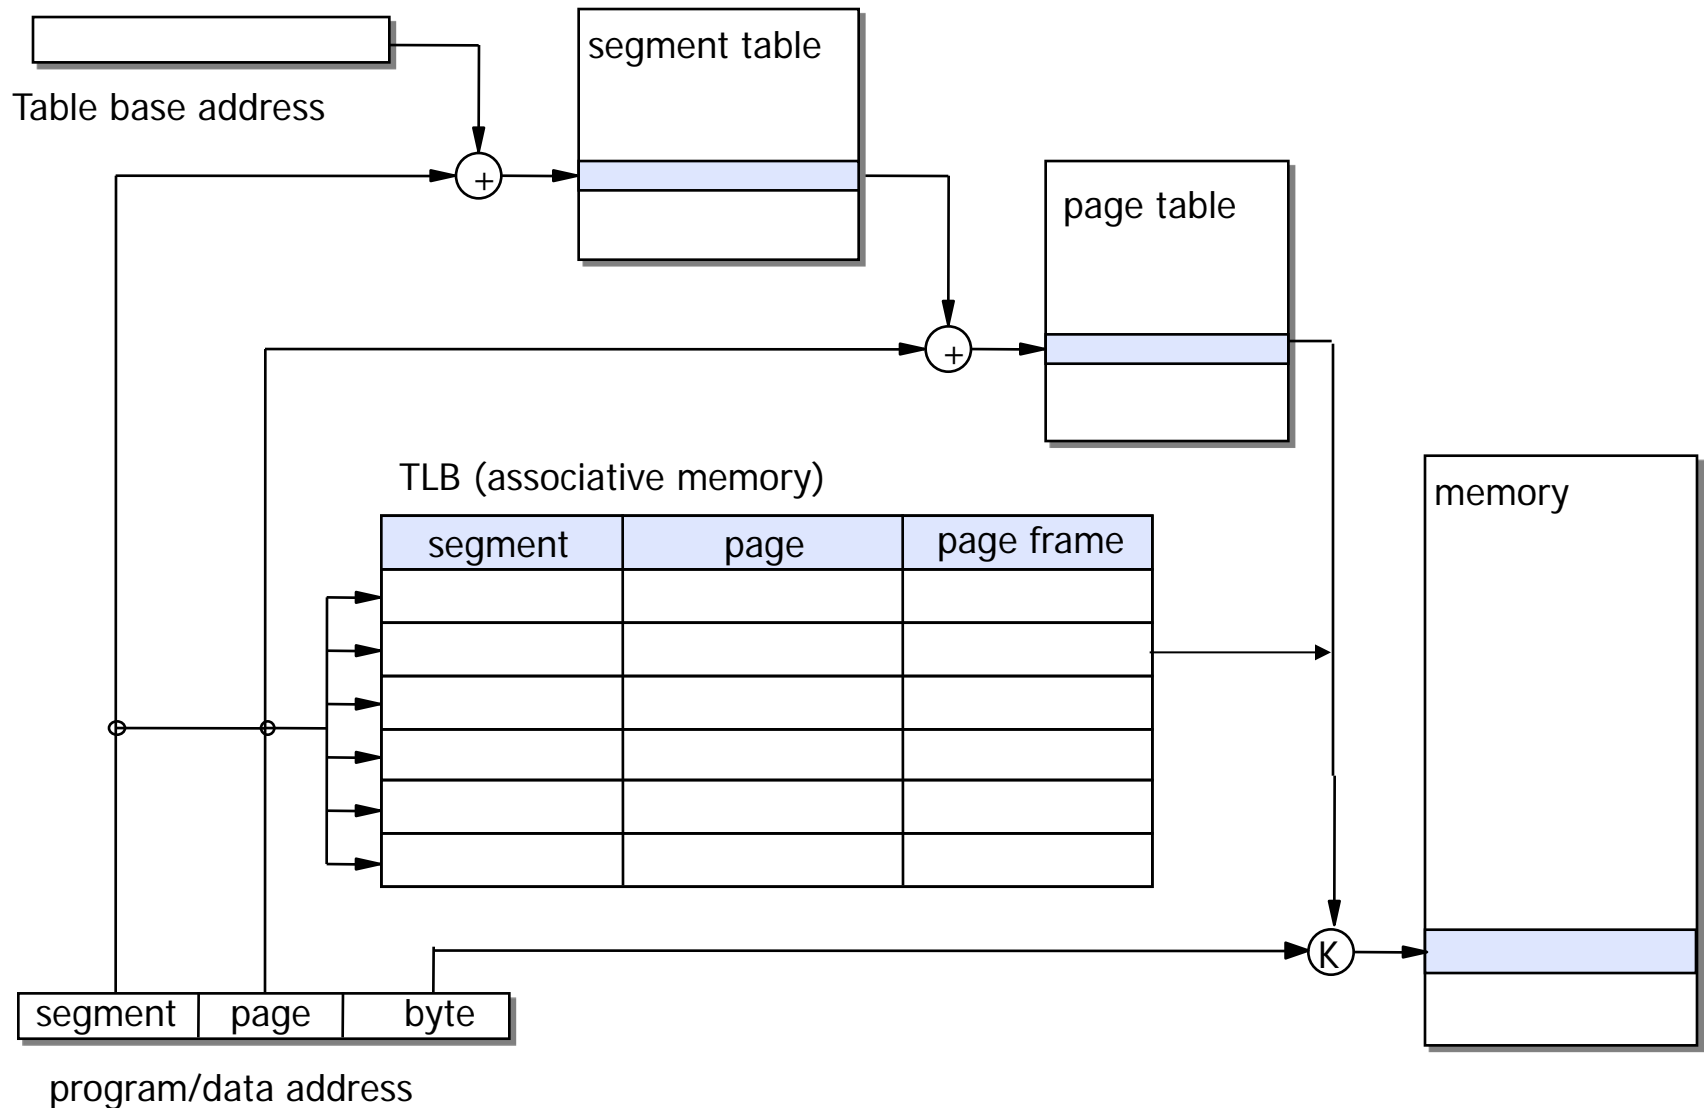 segment table
Table base address
+
page table
+
TLB (associative memory)
memory
segment page page frame
K
segment page byte
program/data address